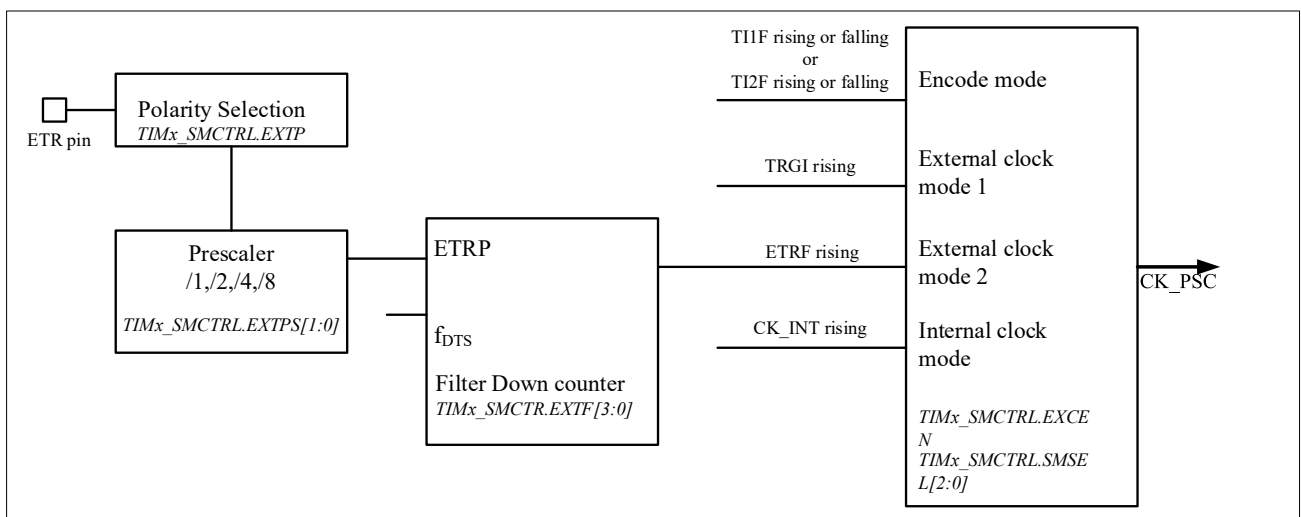 ETR pin
Polarity Selection
TIMx_SMCTRL.EXTP
Prescaler
/1,/2,/4,/8
TIMx_SMCTRL.EXTPS[1:0]
ETRP
fDTS
Filter Down counter
TIMx_SMCTR.EXTF[3:0]
TI1F rising or falling
or
TI2F rising or falling
TRGI rising
ETRF rising
CK_INT rising
Encode mode
External clock
mode 1
External clock
mode 2
Internal clock
mode
TIMx_SMCTRL.EXCE
N
TIMx_SMCTRL.SMSE
L[2:0]
CK_PSC